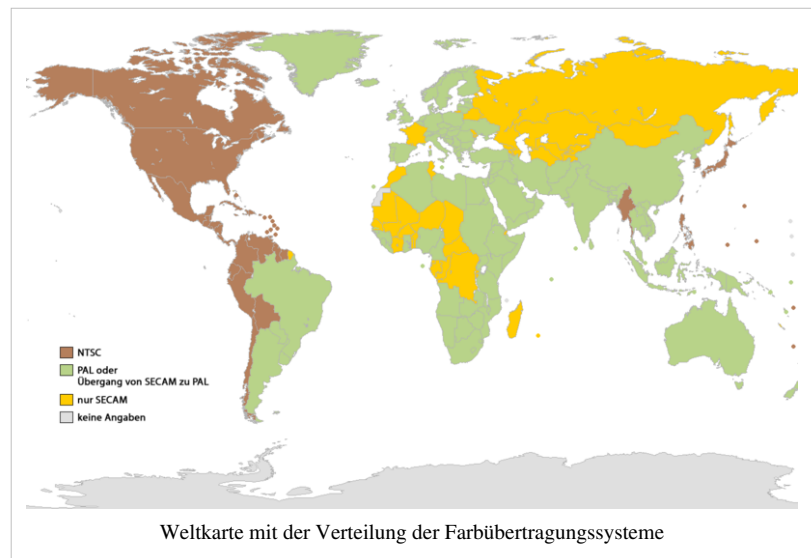 NTSC
PAL oder
Übergang von SECAM zu PAL
nur SECAM
keine Angaben
Weltkarte mit der Verteilung der Farbübertragungssysteme